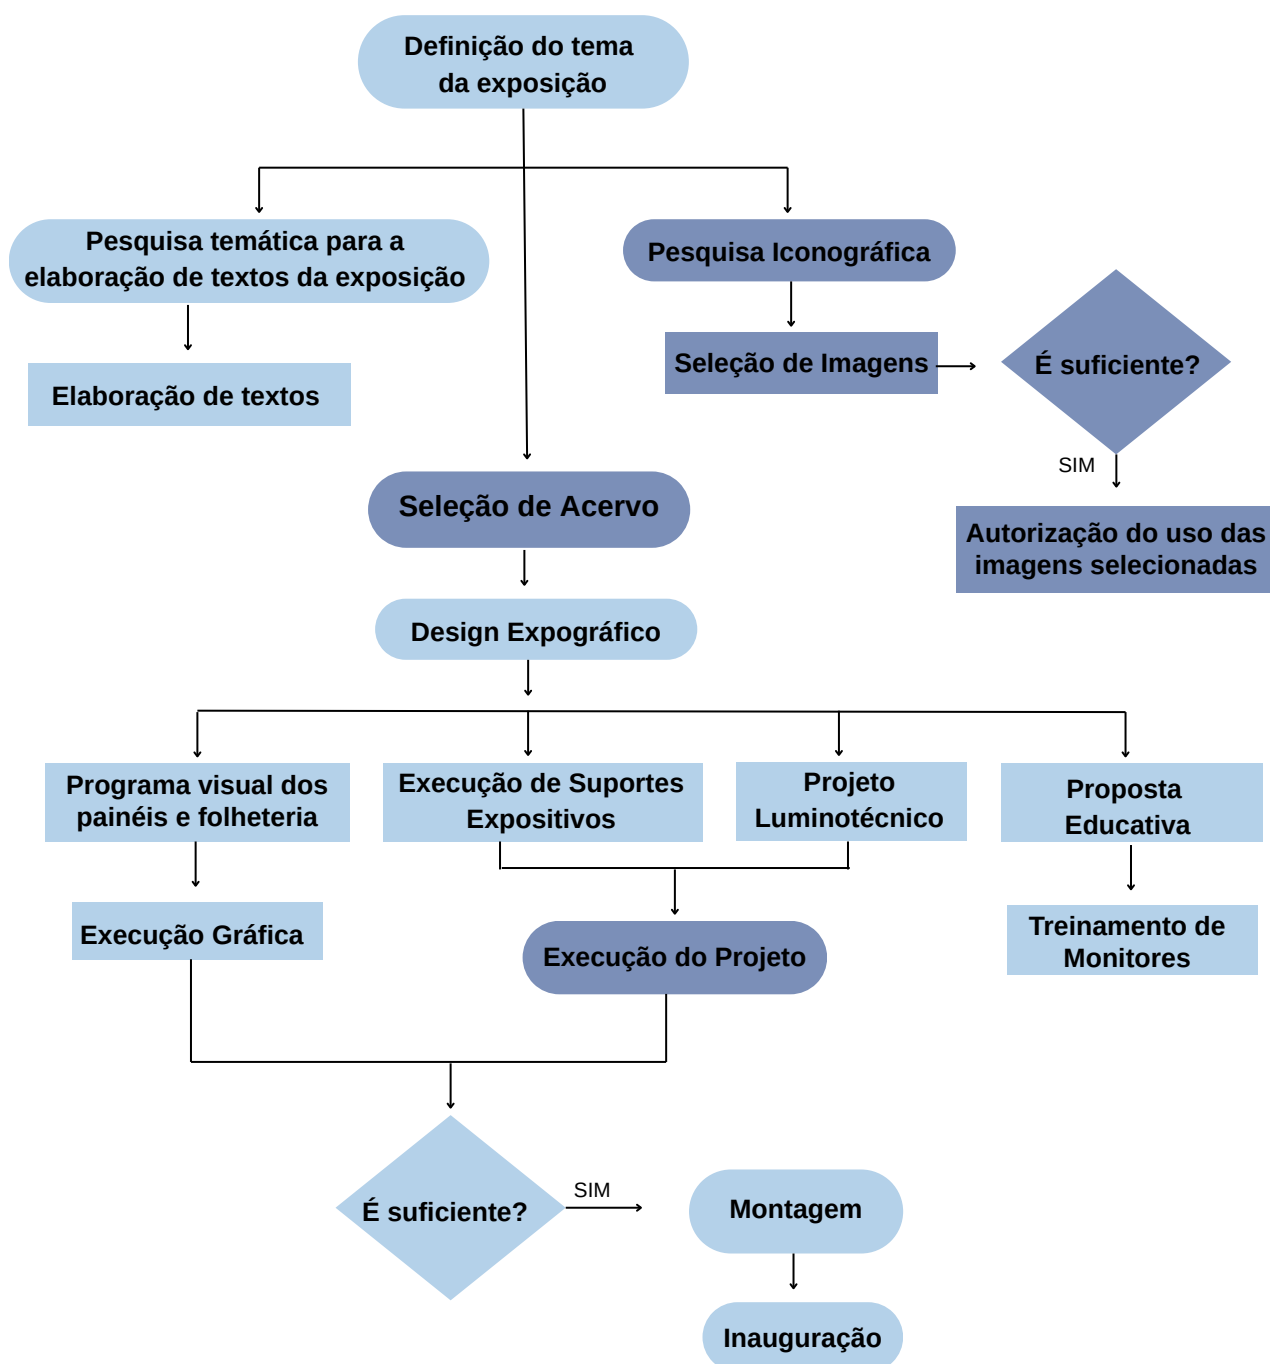 Definição do tema
da exposição
Pesquisa temática para a
elaboração de textos da exposição
Pesquisa Iconográfica
Elaboração de textos
Seleção de Imagens
É suficiente?
SIM
Autorização do uso das
imagens selecionadas
Seleção de Acervo
Design Expográfico
Programa visual dos
painéis e folheteria
Execução de Suportes
Expositivos
Projeto
Luminotécnico
Proposta
Educativa
Execução Gráfica
Execução do Projeto
Treinamento de
Monitores
É suficiente?
SIM
Montagem
Inauguração